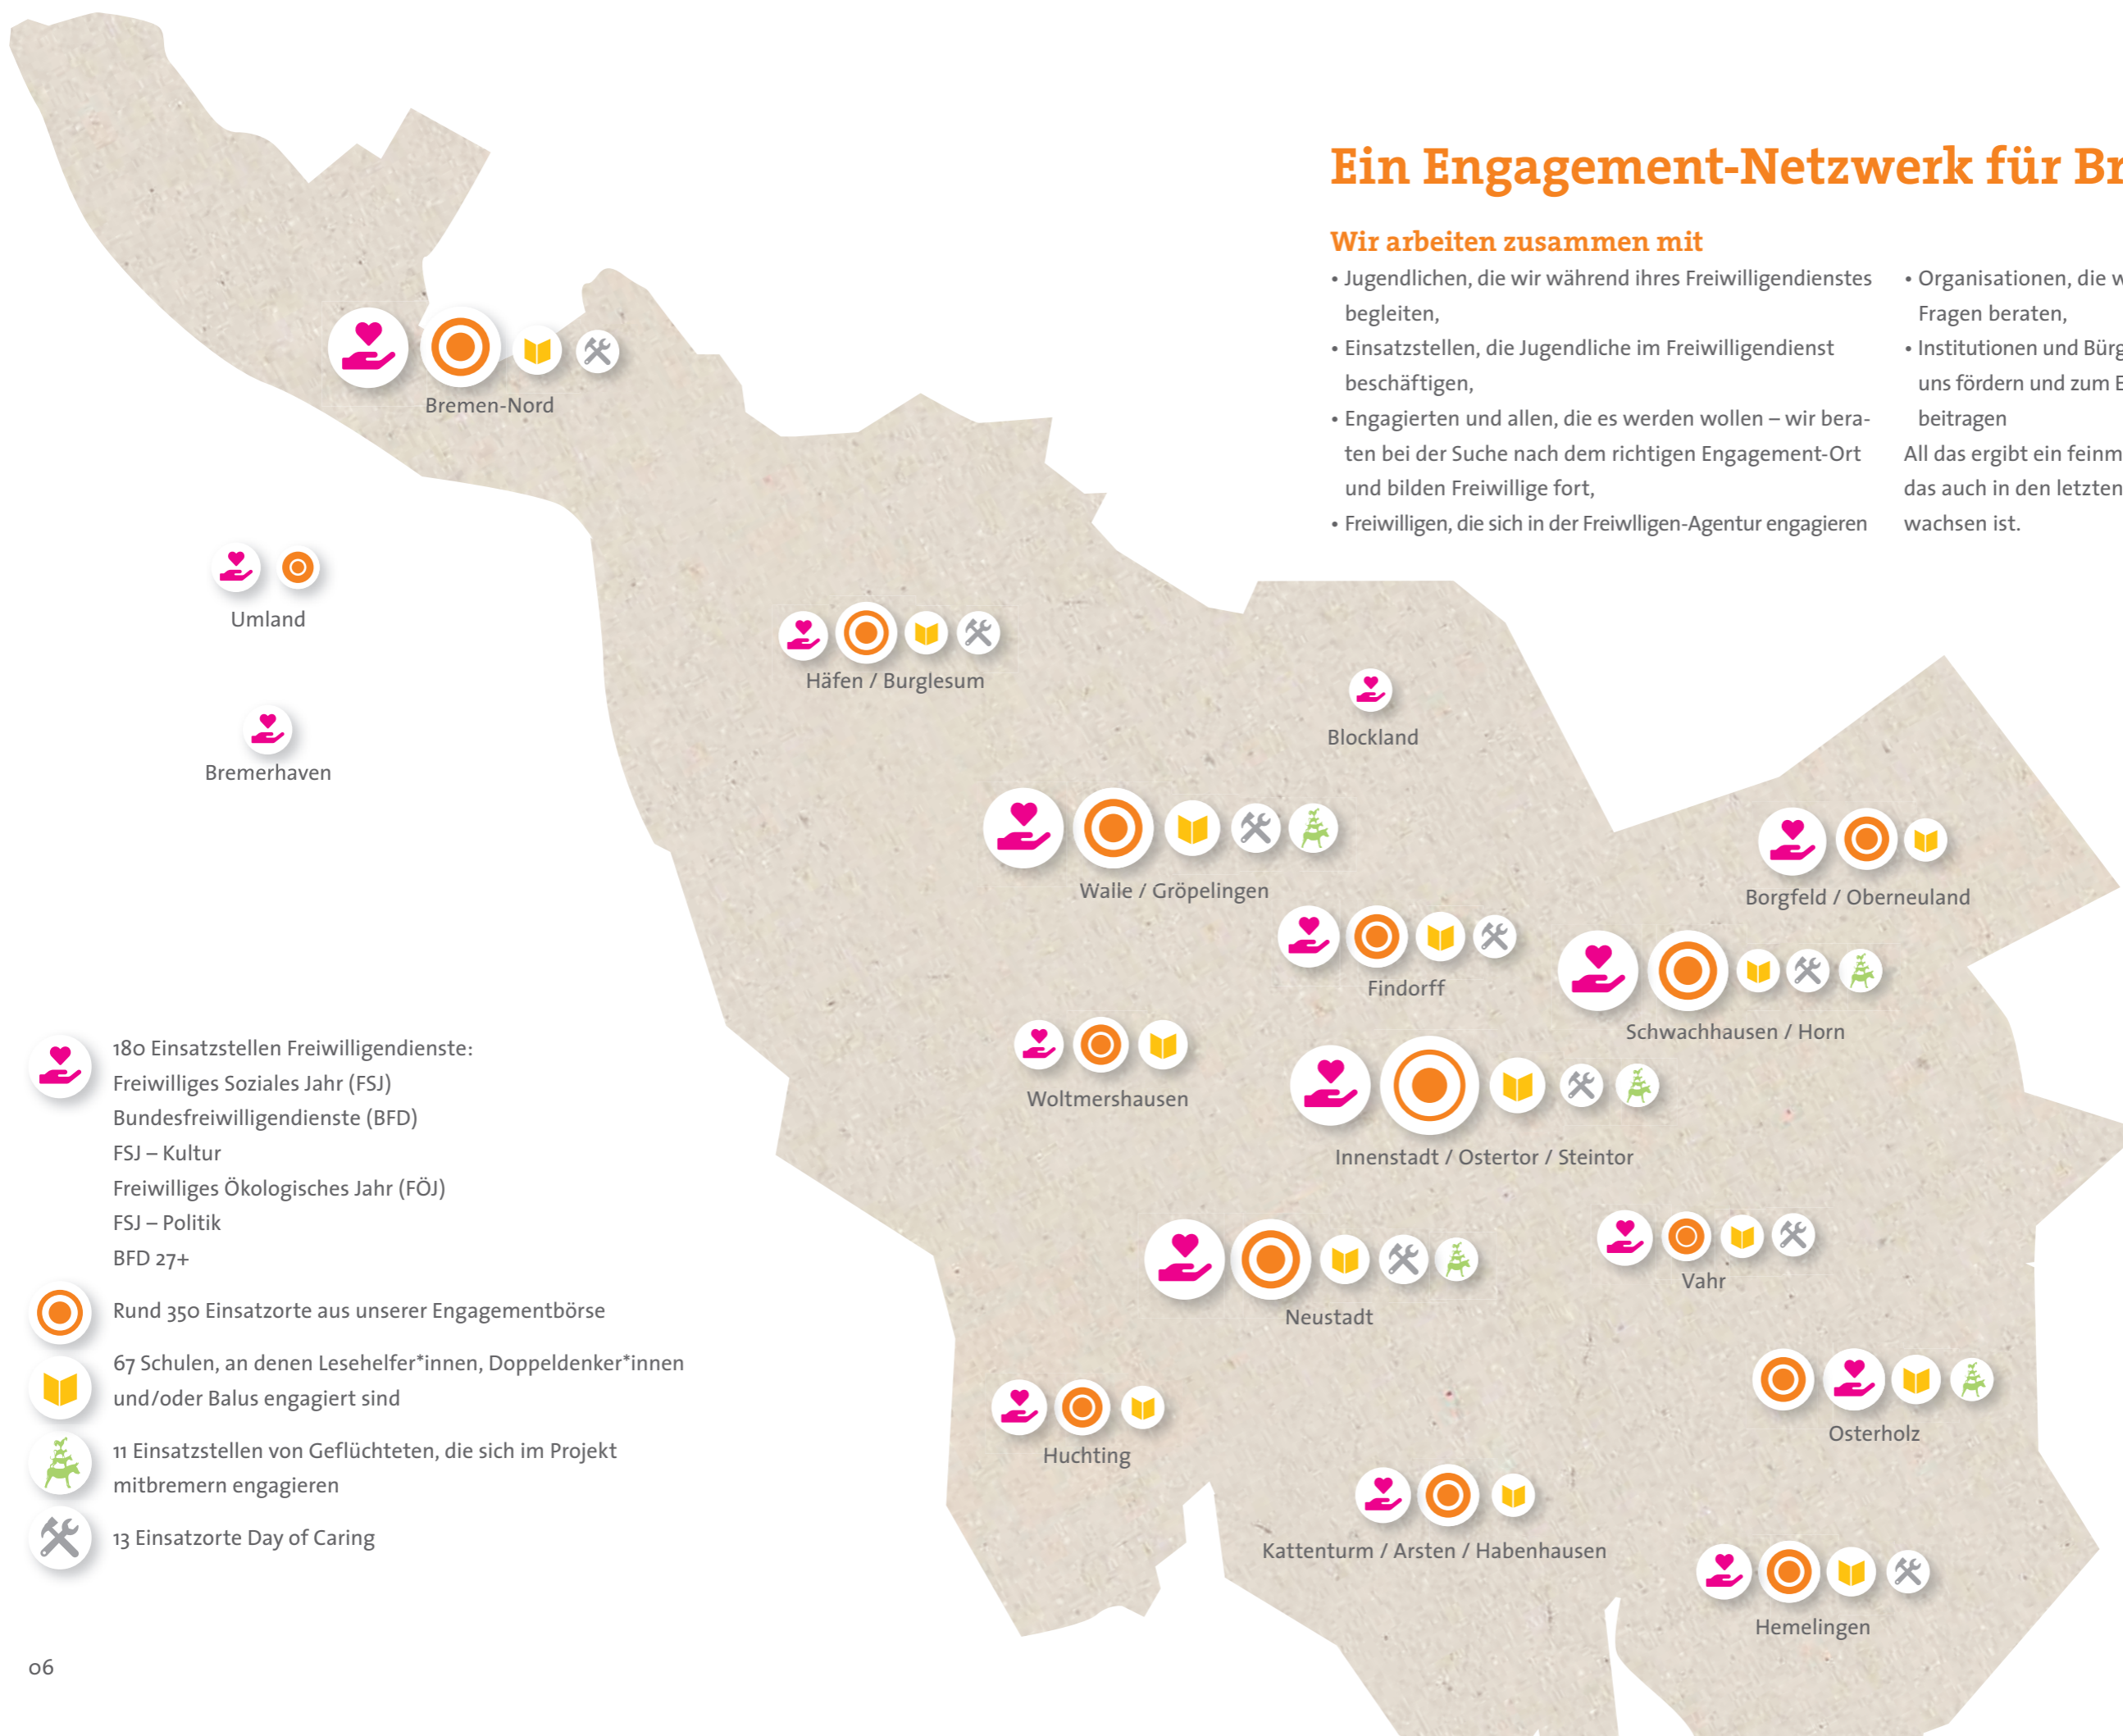 Ein Engagement-Netzwerk für Br
Wir arbeiten zusammen mit
• Jugendlichen, die wir während ihres Freiwilligendienstes
begleiten,
• Einsatzstellen, die Jugendliche im Freiwilligendienst
beschäftigen,
• Engagierten und allen, die es werden wollen – wir bera-
ten bei der Suche nach dem richtigen Engagement-Ort
und bilden Freiwillige fort,
• Freiwilligen, die sich in der Freiwlligen-Agentur engagieren
• Organisationen, die w
Fragen beraten,
• Institutionen und Bürg
uns fördern und zum E
beitragen
All das ergibt ein feinm
das auch in den letzten
wachsen ist.
Bremen-Nord
Umland
Häfen / Burglesum
Blockland
Bremerhaven
Walle / Gröpelingen
Borgfeld / Oberneuland
Findorff
Schwachhausen / Horn
Woltmershausen
Innenstadt / Ostertor / Steintor
Vahr
Neustadt
Osterholz
Huchting
Kattenturm / Arsten / Habenhausen
Hemelingen
180 Einsatzstellen Freiwilligendienste:
Freiwilliges Soziales Jahr (FSJ)
Bundesfreiwilligendienste (BFD)
FSJ – Kultur
Freiwilliges Ökologisches Jahr (FÖJ)
FSJ – Politik
BFD 27+
Rund 350 Einsatzorte aus unserer Engagementbörse
67 Schulen, an denen Lesehelfer*innen, Doppeldenker*innen
und/oder Balus engagiert sind
11 Einsatzstellen von Geflüchteten, die sich im Projekt
mitbremern engagieren
13 Einsatzorte Day of Caring
06